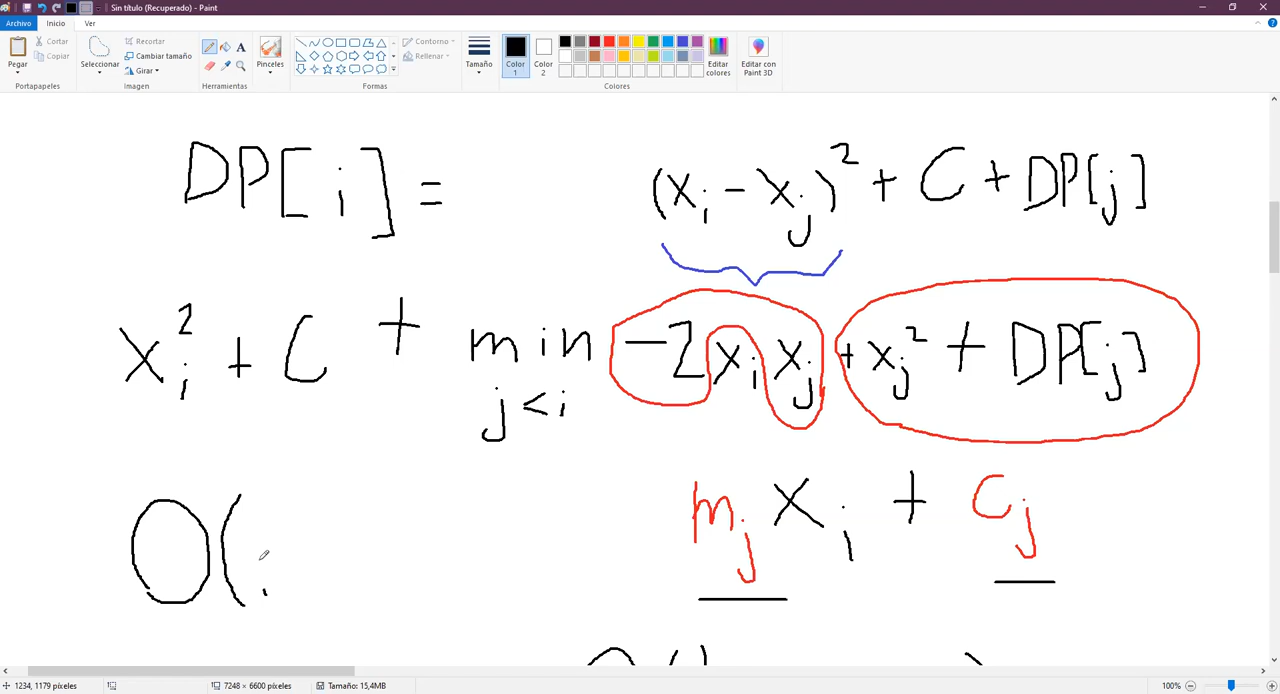 Sin título (Recuperado) - Paint
Archivo Inicio Ver
Pegar Cortar Copiar Seleccionar Recortar Cambiar tamaño Girar A Pinceles Contorno Rellenar Tamaño Color 1 Color 2 Editar colores Editar con Paint 3D
Portapapeles Imagen Herramientas Formas Colores
DP[i] = (xi - xj)² + C + DP[j]
xi² + C + min -2xixj + xj² + DP[j]
j < i
O( mj xi + cj
1234, 1179 píxeles 7248 × 6600 píxeles Tamaño: 15,4MB 100%